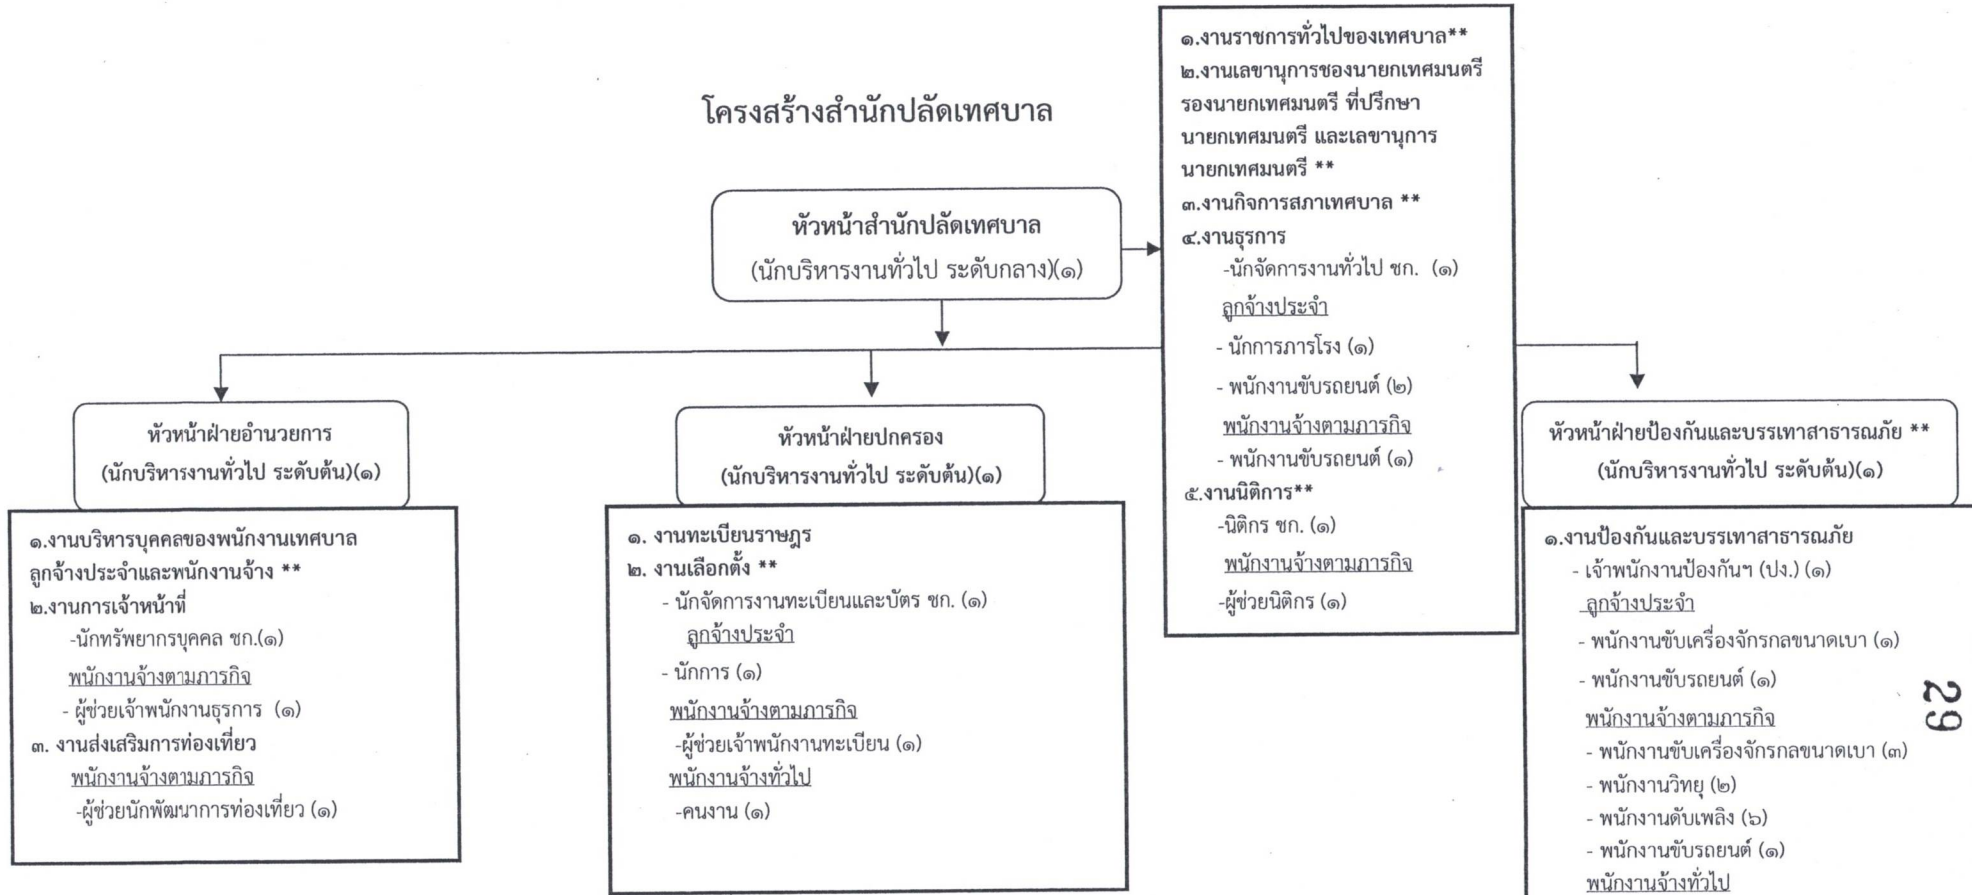 โครงสร้างสำนักปลัดเทศบาล
หัวหน้าสำนักปลัดเทศบาล
(นักบริหารงานทั่วไป ระดับกลาง)(๑)
๑.งานราชการทั่วไปของเทศบาล**
๒.งานเลขานุการชองนายกเทศมนตรี
รองนายกเทศมนตรี ที่ปรึกษา
นายกเทศมนตรี และเลขานุการ
นายกเทศมนตรี **
๓.งานกิจการสภาเทศบาล **
๔.งานธุรการ
-นักจัดการงานทั่วไป ชก. (๑)
ลูกจ้างประจำ
- นักการภารโรง (๑)
- พนักงานขับรถยนต์ (๒)
พนักงานจ้างตามภารกิจ
- พนักงานขับรถยนต์ (๑)
๕.งานนิติการ**
-นิติกร ชก. (๑)
พนักงานจ้างตามภารกิจ
-ผู้ช่วยนิติกร (๑)
หัวหน้าฝ่ายอำนวยการ
(นักบริหารงานทั่วไป ระดับต้น)(๑)
๑.งานบริหารบุคคลของพนักงานเทศบาล
ลูกจ้างประจำและพนักงานจ้าง **
๒.งานการเจ้าหน้าที่
-นักทรัพยากรบุคคล ชก.(๑)
พนักงานจ้างตามภารกิจ
- ผู้ช่วยเจ้าพนักงานธุรการ (๑)
๓. งานส่งเสริมการท่องเที่ยว
พนักงานจ้างตามภารกิจ
-ผู้ช่วยนักพัฒนาการท่องเที่ยว (๑)
หัวหน้าฝ่ายปกครอง
(นักบริหารงานทั่วไป ระดับต้น)(๑)
๑. งานทะเบียนราษฎร
๒. งานเลือกตั้ง **
- นักจัดการงานทะเบียนและบัตร ชก. (๑)
ลูกจ้างประจำ
- นักการ (๑)
พนักงานจ้างตามภารกิจ
-ผู้ช่วยเจ้าพนักงานทะเบียน (๑)
พนักงานจ้างทั่วไป
-คนงาน (๑)
หัวหน้าฝ่ายป้องกันและบรรเทาสาธารณภัย **
(นักบริหารงานทั่วไป ระดับต้น)(๑)
๑.งานป้องกันและบรรเทาสาธารณภัย
- เจ้าพนักงานป้องกันฯ (ปง.) (๑)
ลูกจ้างประจำ
- พนักงานขับเครื่องจักรกลขนาดเบา (๑)
- พนักงานขับรถยนต์ (๑)
พนักงานจ้างตามภารกิจ
- พนักงานขับเครื่องจักรกลขนาดเบา (๓)
- พนักงานวิทยุ (๒)
- พนักงานดับเพลิง (๖)
- พนักงานขับรถยนต์ (๑)
พนักงานจ้างทั่วไป
29